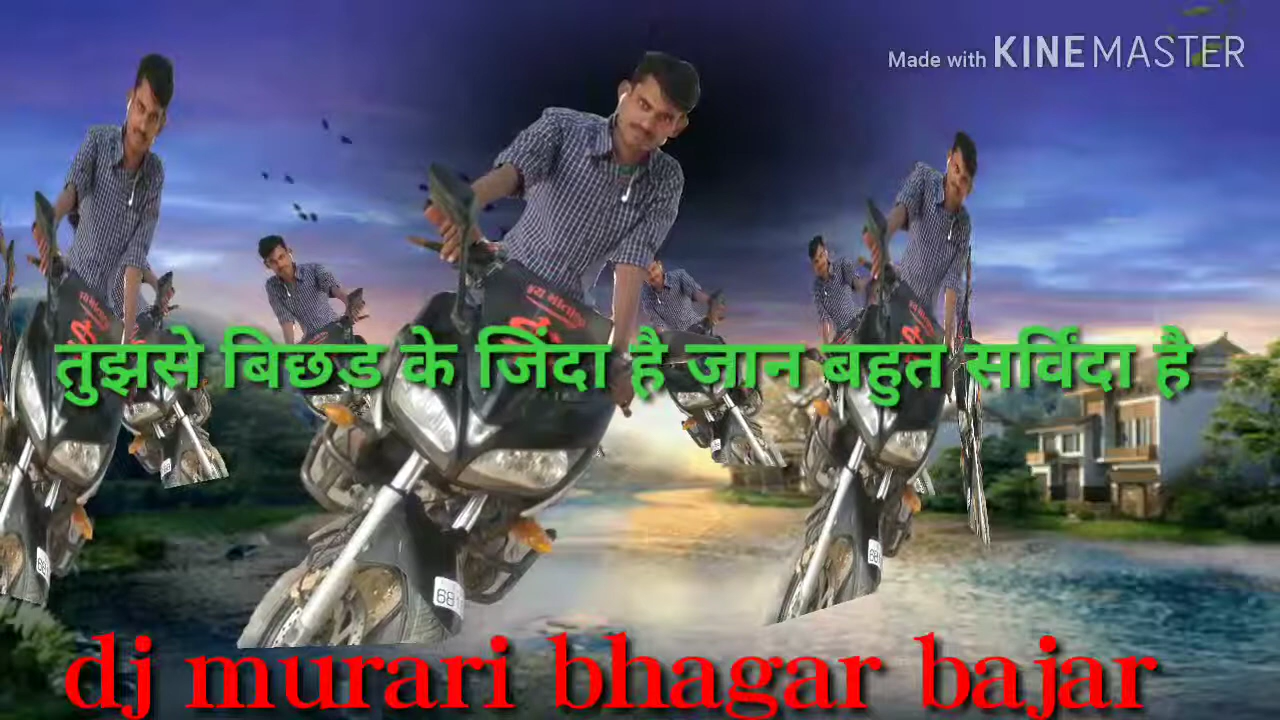 Made with KINEMASTER
तुझसे बिछड के जिंदा है जान बहुत सर्विंदा है
dj murari bhagar bajar